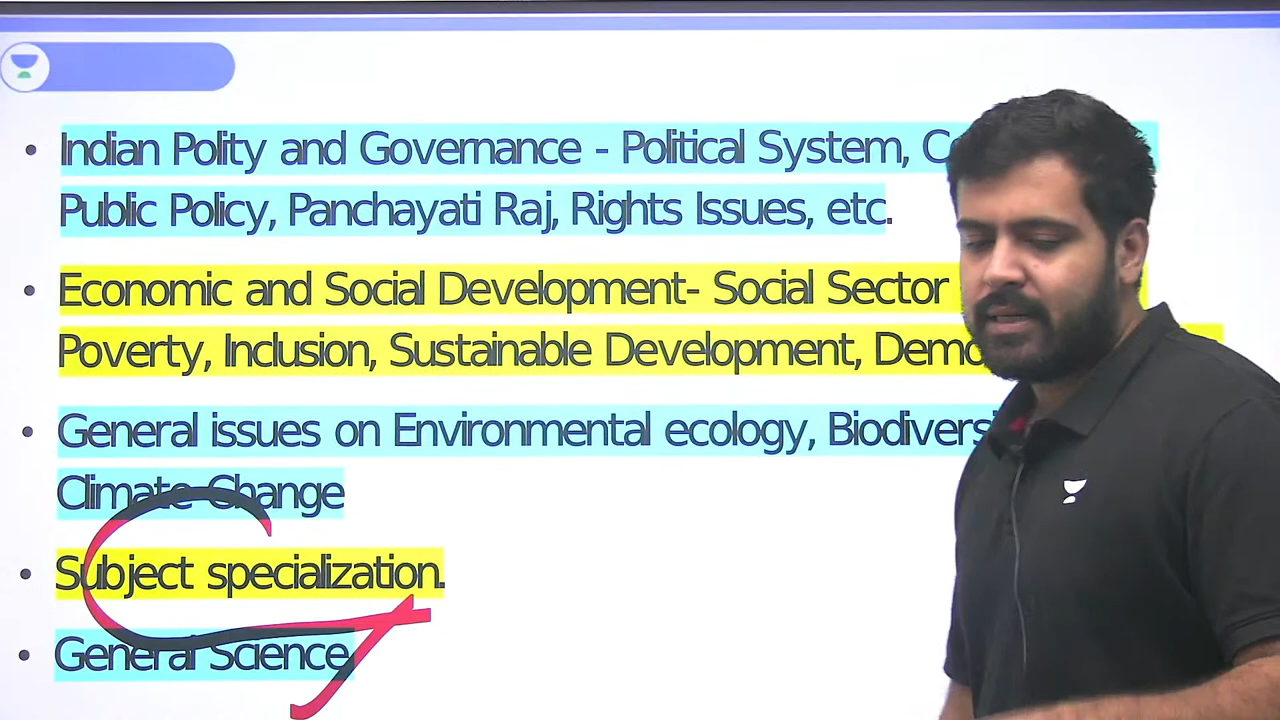 • Indian Polity and Governance - Political System,
Public Policy, Panchayati Raj, Rights Issues, etc.
• Economic and Social Development- Social Sector
Poverty, Inclusion, Sustainable Development,
• General issues on Environmental ecology,
Climate Change
• Subject specialization.
• General Science